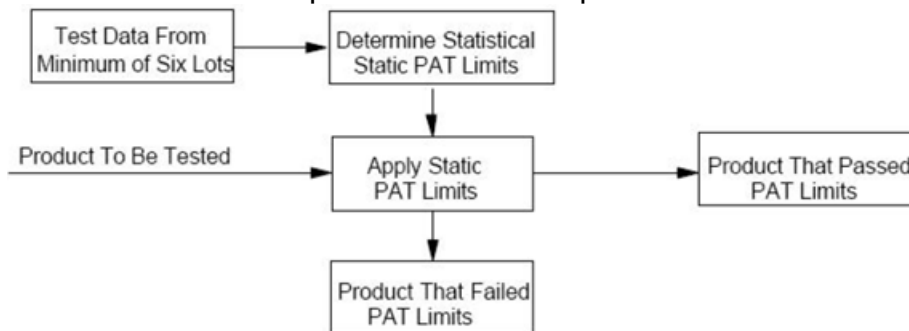 Test Data From
Minimum of Six Lots
Determine Statistical
Static PAT Limits
Product To Be Tested
Apply Static
PAT Limits
Product That Passed
PAT Limits
Product That Failed
PAT Limits